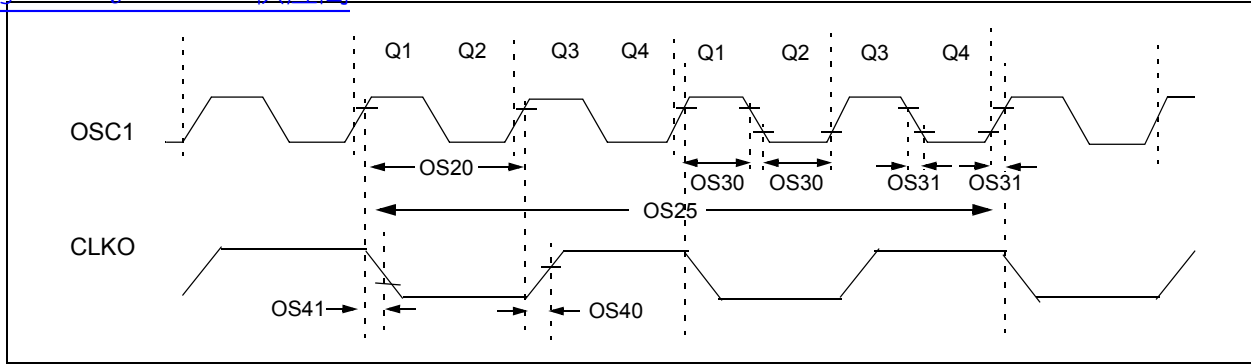 Q1 Q2 Q3 Q4 Q1 Q2 Q3 Q4
OSC1
OS20
OS30 OS30 OS31 OS31
OS25
CLKO
OS41 OS40